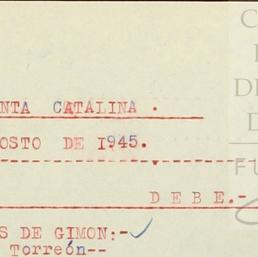 NTA CATALINA .
OSTO DE 1945.
D E B E.-
S DE GIMON:-
Torreón--